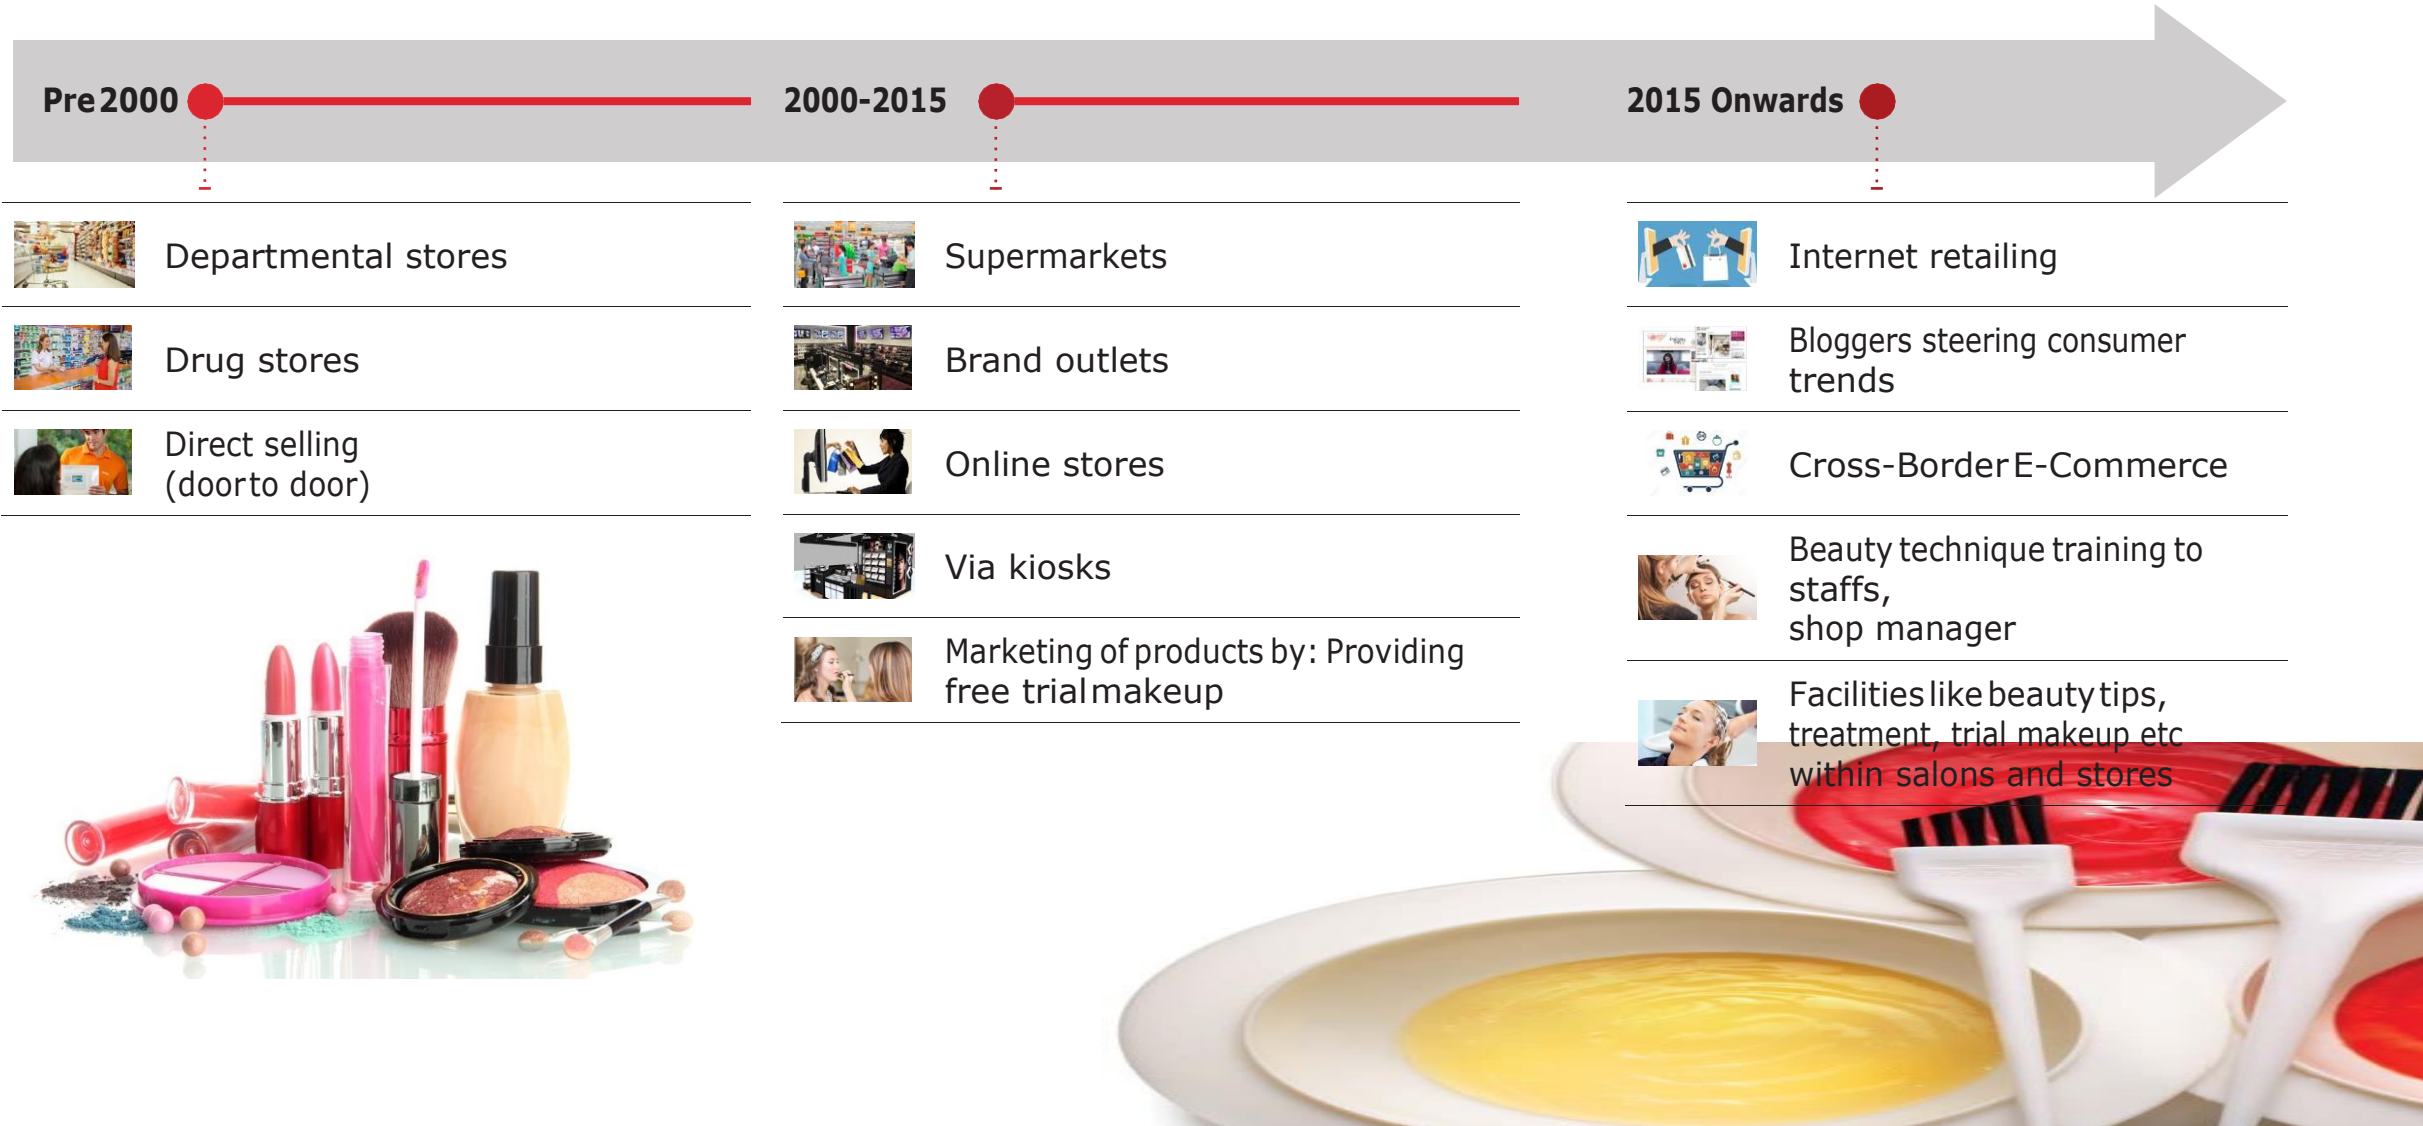 Pre 2000
2000-2015
2015 Onwards
Departmental stores
Drug stores
Direct selling
(door to door)
Supermarkets
Brand outlets
Online stores
Via kiosks
Marketing of products by: Providing
free trial makeup
Internet retailing
Bloggers steering consumer
trends
Cross-Border E-Commerce
Beauty technique training to
staffs,
shop manager
Facilities like beauty tips,
treatment, trial makeup etc
within salons and stores